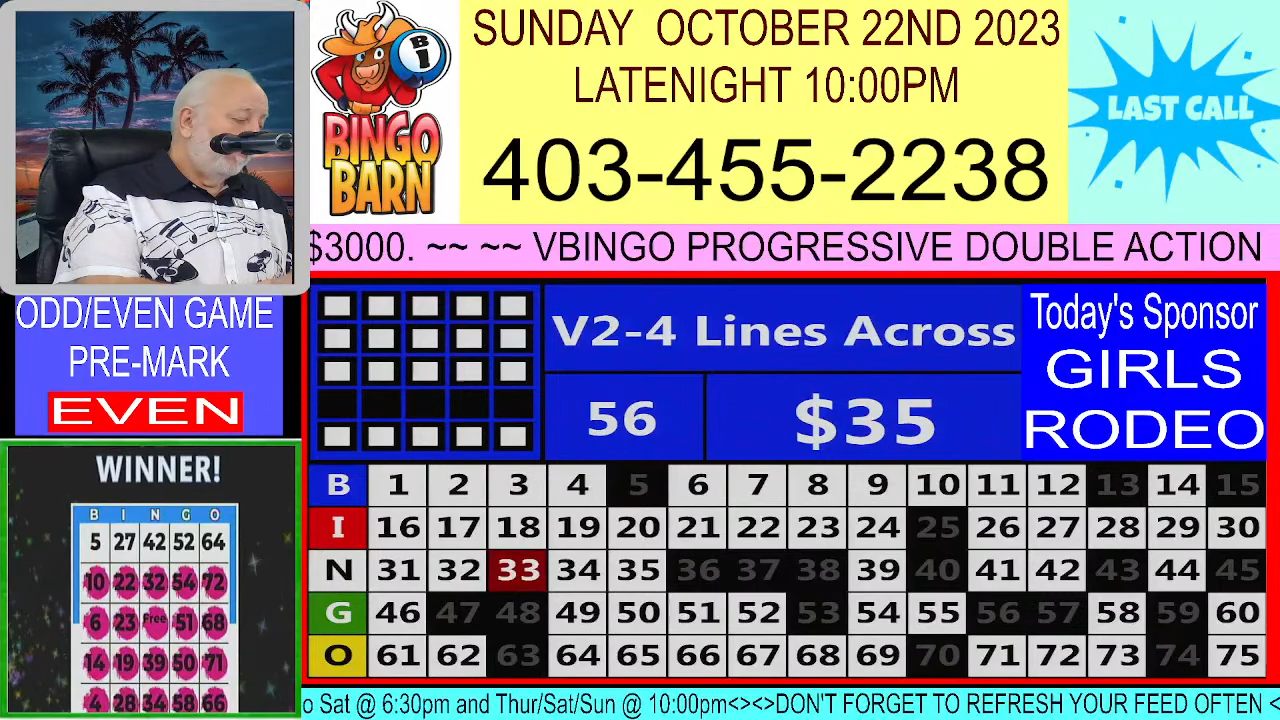 SUNDAY OCTOBER 22ND 2023
LATENIGHT 10:00PM
403-455-2238
BI
BINGO
BARN
LAST CALL
$3000. ~~ ~~ VBINGO PROGRESSIVE DOUBLE ACTION
ODD/EVEN GAME
PRE-MARK
EVEN
V2-4 Lines Across
56 $35
Today's Sponsor
GIRLS
RODEO
WINNER!
B I N G O
5 27 42 52 64
10 22 32 54 72
6 23 Free 51 68
14 19 39 50 71
4 28 34 58 66
B 1 2 3 4 5 6 7 8 9 10 11 12 13 14 15
I 16 17 18 19 20 21 22 23 24 25 26 27 28 29 30
N 31 32 33 34 35 36 37 38 39 40 41 42 43 44 45
G 46 47 48 49 50 51 52 53 54 55 56 57 58 59 60
O 61 62 63 64 65 66 67 68 69 70 71 72 73 74 75
o Sat @ 6:30pm and Thur/Sat/Sun @ 10:00pm<><>DON'T FORGET TO REFRESH YOUR FEED OFTEN <